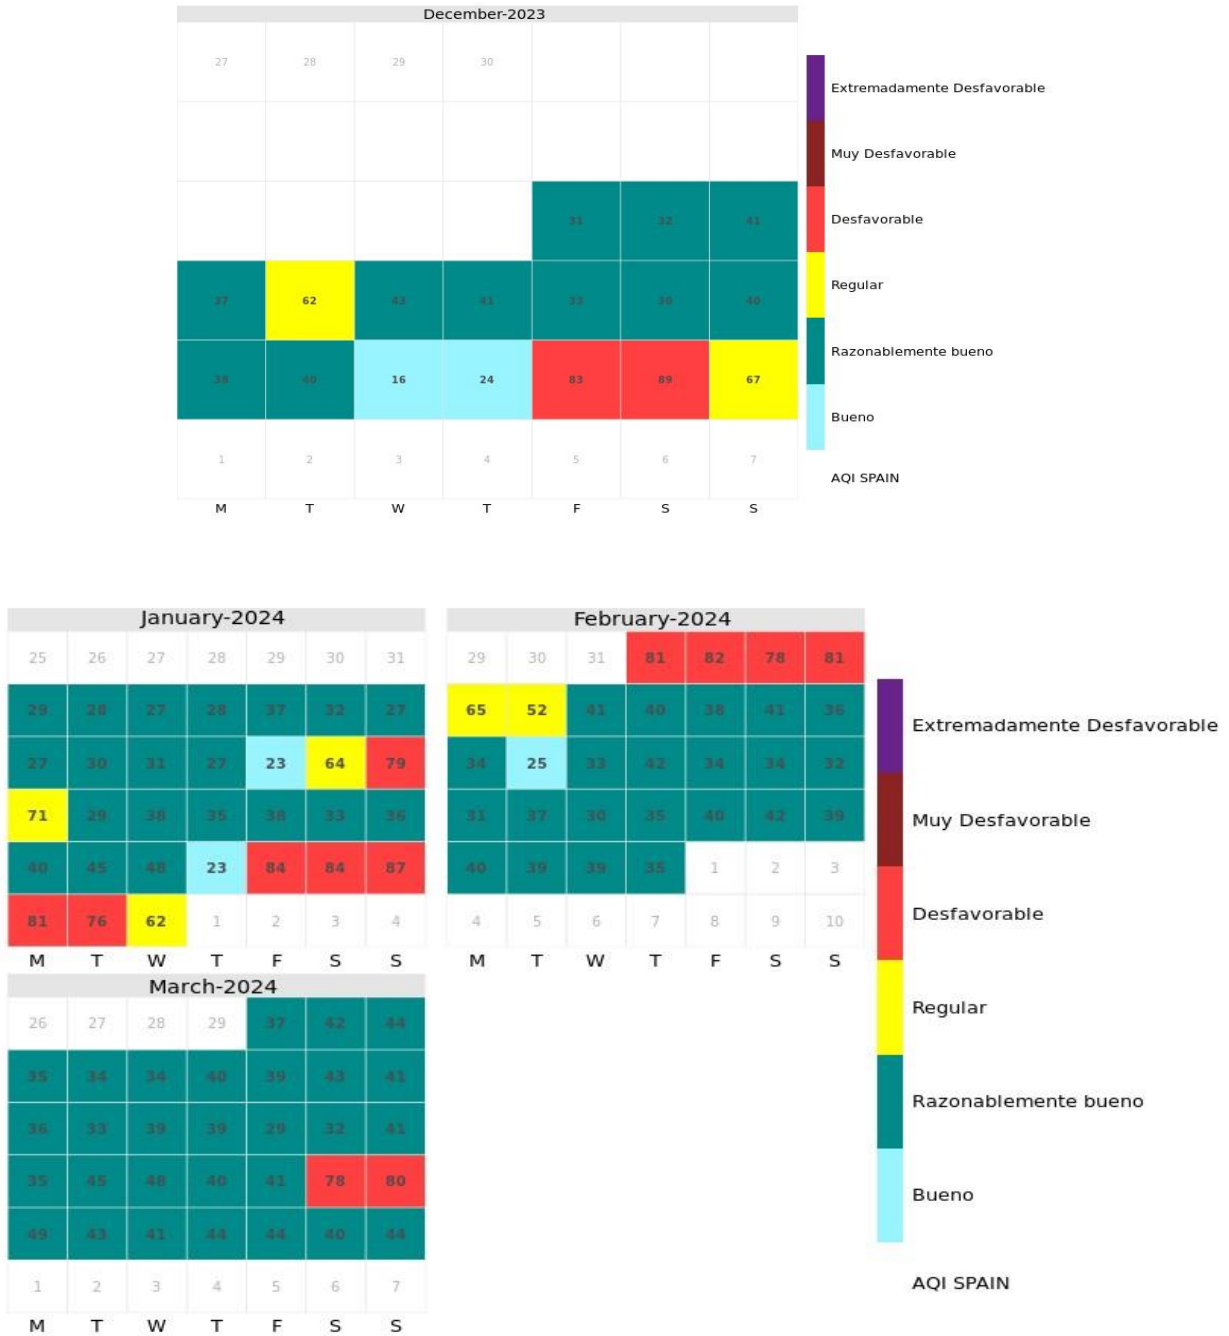 December-2023
27 28 29 30
31 32 41
37 62 43 41 33 30 40
38 40 16 24 83 89 67
1 2 3 4 5 6 7
M T W T F S S
Extremadamente Desfavorable
Muy Desfavorable
Desfavorable
Regular
Razonablemente bueno
Bueno
AQI SPAIN
January-2024
25 26 27 28 29 30 31
29 28 27 28 37 32 27
27 30 31 27 23 64 79
71 29 38 35 38 33 36
40 45 48 23 84 84 87
81 76 62 1 2 3 4
M T W T F S S
February-2024
29 30 31 81 82 78 81
65 52 41 40 38 41 36
34 25 33 42 34 34 32
31 37 30 35 40 42 39
40 39 39 35 1 2 3
4 5 6 7 8 9 10
M T W T F S S
March-2024
26 27 28 29 37 42 44
35 34 34 40 39 43 41
36 33 39 39 29 32 41
35 45 48 40 41 78 80
49 43 41 44 44 40 44
1 2 3 4 5 6 7
M T W T F S S
Extremadamente Desfavorable
Muy Desfavorable
Desfavorable
Regular
Razonablemente bueno
Bueno
AQI SPAIN